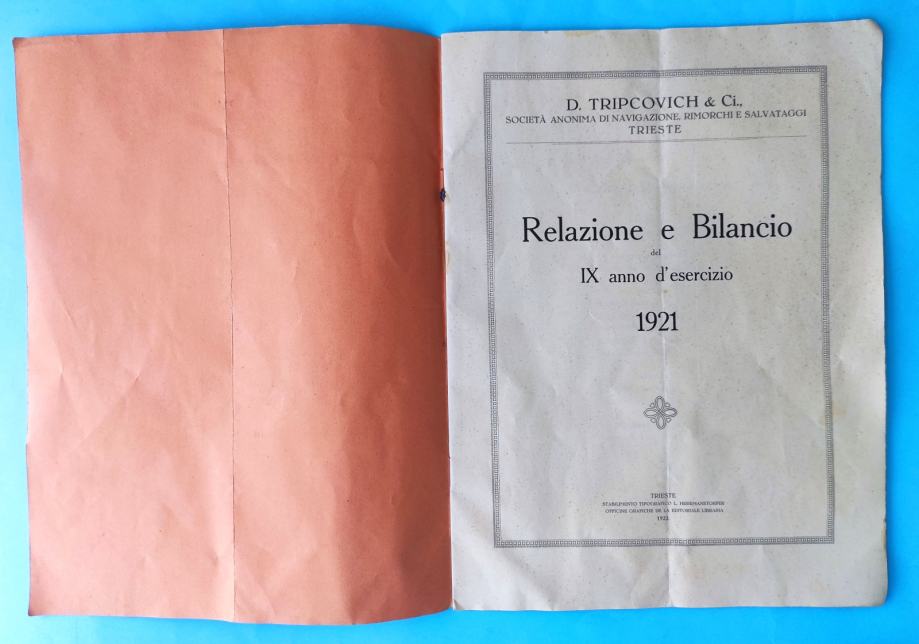 D. TRIPCOVICH & Ci.,
SOCIETÀ ANONIMA DI NAVIGAZIONE, RIMORCHI E SALVATAGGI
TRIESTE
Relazione e Bilancio
del
IX anno d'esercizio
1921
TRIESTE
STABILIMENTO TIPOGRAFICO L. HERRMANSTORFER
OFFICINE GRAFICHE DE LA EDITORIALE LIBRARIA
1922